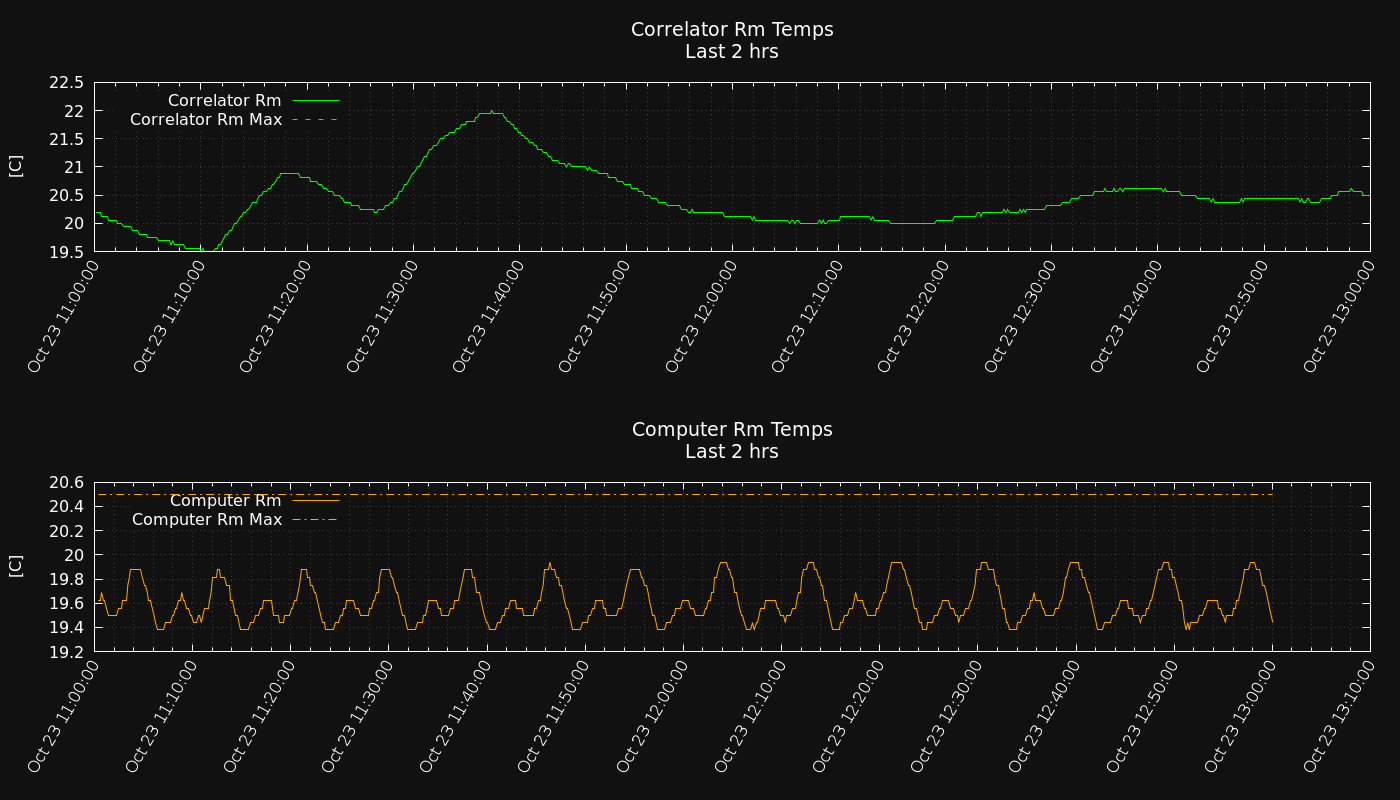 Correlator Rm Temps
Last 2 hrs
22.5
22
21.5
21
20.5
20
19.5
[C]
Correlator Rm
Correlator Rm Max
Oct 23 11:00:00
Oct 23 11:10:00
Oct 23 11:20:00
Oct 23 11:30:00
Oct 23 11:40:00
Oct 23 11:50:00
Oct 23 12:00:00
Oct 23 12:10:00
Oct 23 12:20:00
Oct 23 12:30:00
Oct 23 12:40:00
Oct 23 12:50:00
Oct 23 13:00:00
Computer Rm Temps
Last 2 hrs
20.6
20.4
20.2
20
19.8
19.6
19.4
19.2
[C]
Computer Rm
Computer Rm Max
Oct 23 11:00:00
Oct 23 11:10:00
Oct 23 11:20:00
Oct 23 11:30:00
Oct 23 11:40:00
Oct 23 11:50:00
Oct 23 12:00:00
Oct 23 12:10:00
Oct 23 12:20:00
Oct 23 12:30:00
Oct 23 12:40:00
Oct 23 12:50:00
Oct 23 13:00:00
Oct 23 13:10:00